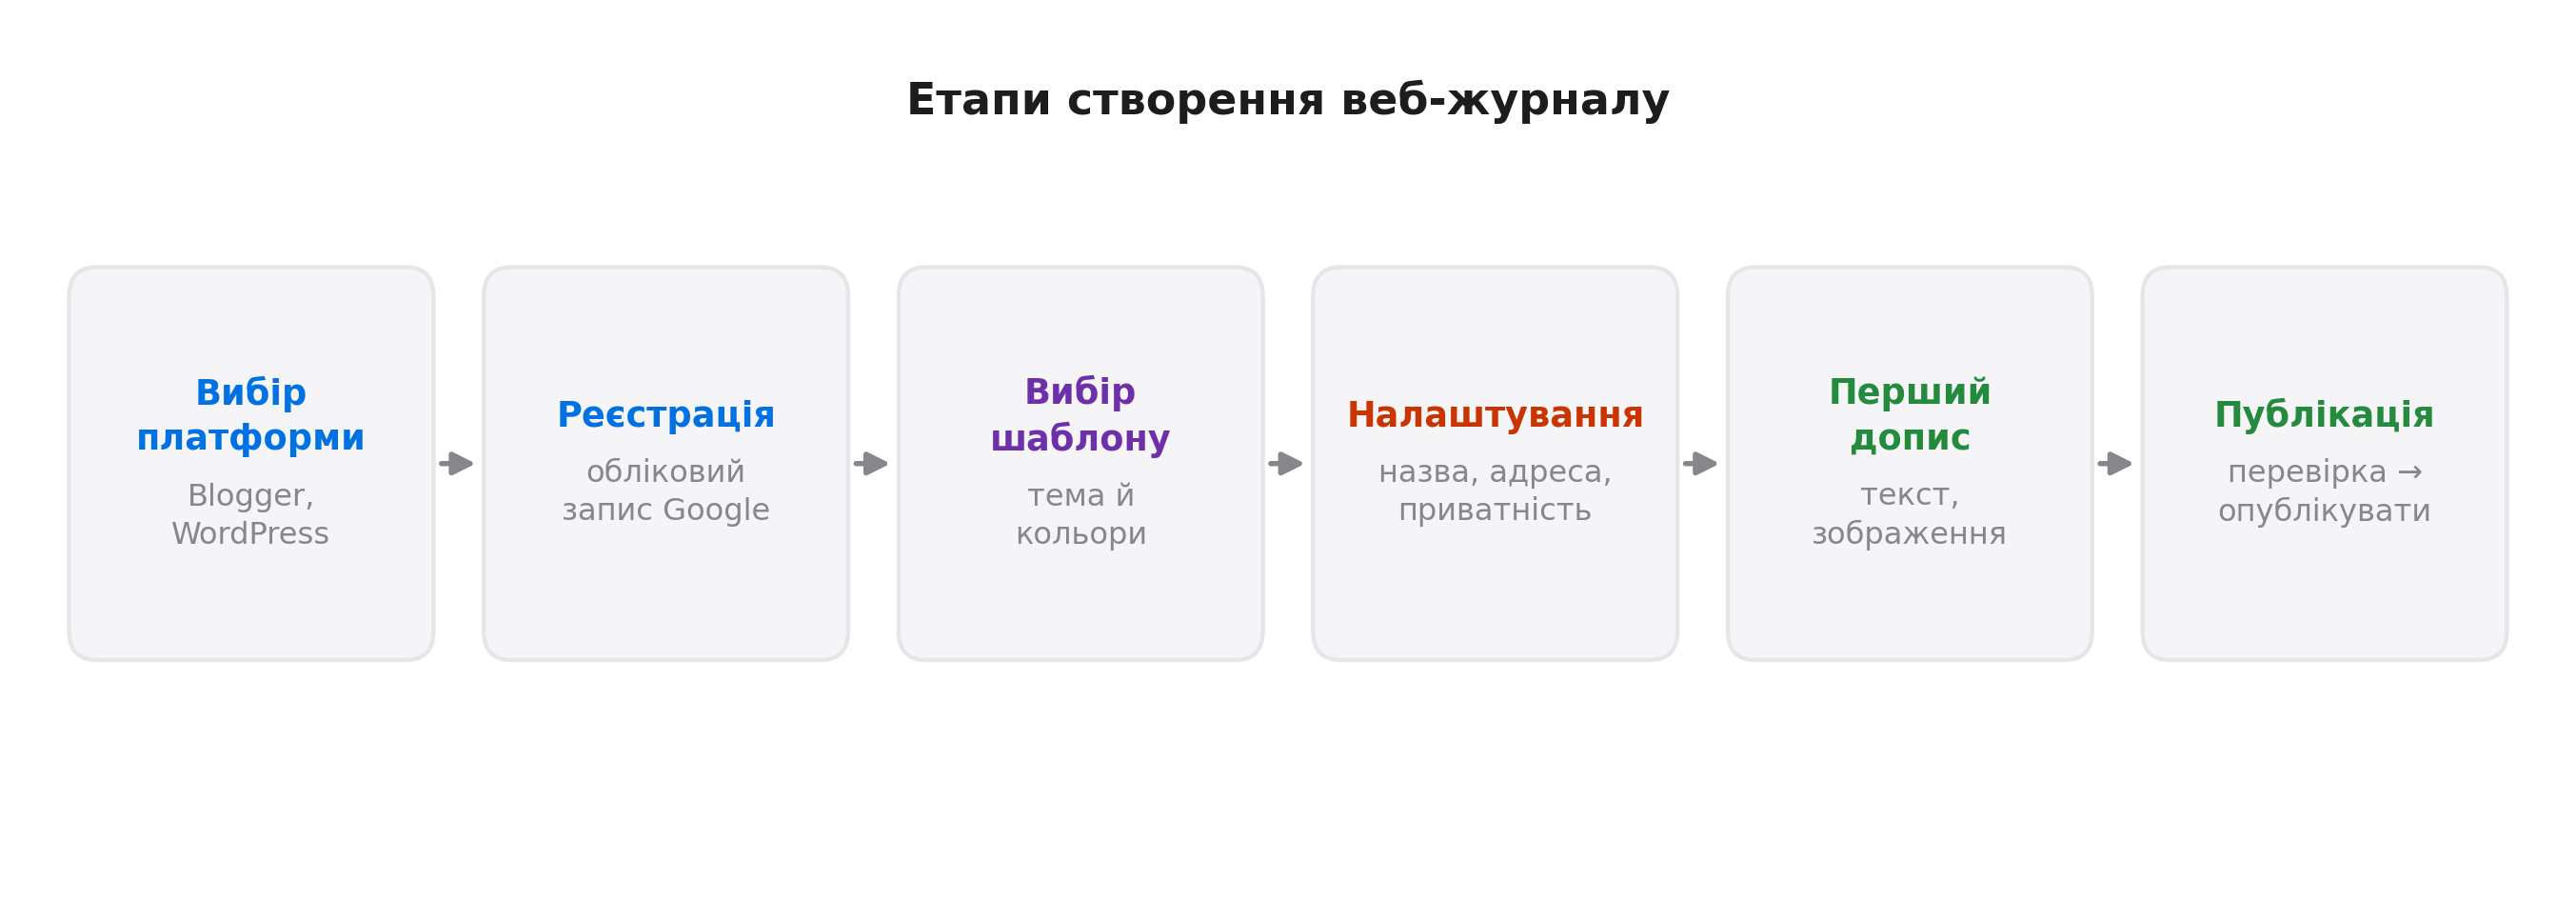 Етапи створення веб-журналу
Вибір
платформи
Blogger,
WordPress
Реєстрація
обліковий
запис Google
Вибір
шаблону
тема й
кольори
Налаштування
назва, адреса,
приватність
Перший
допис
текст,
зображення
Публікація
перевірка →
опублікувати